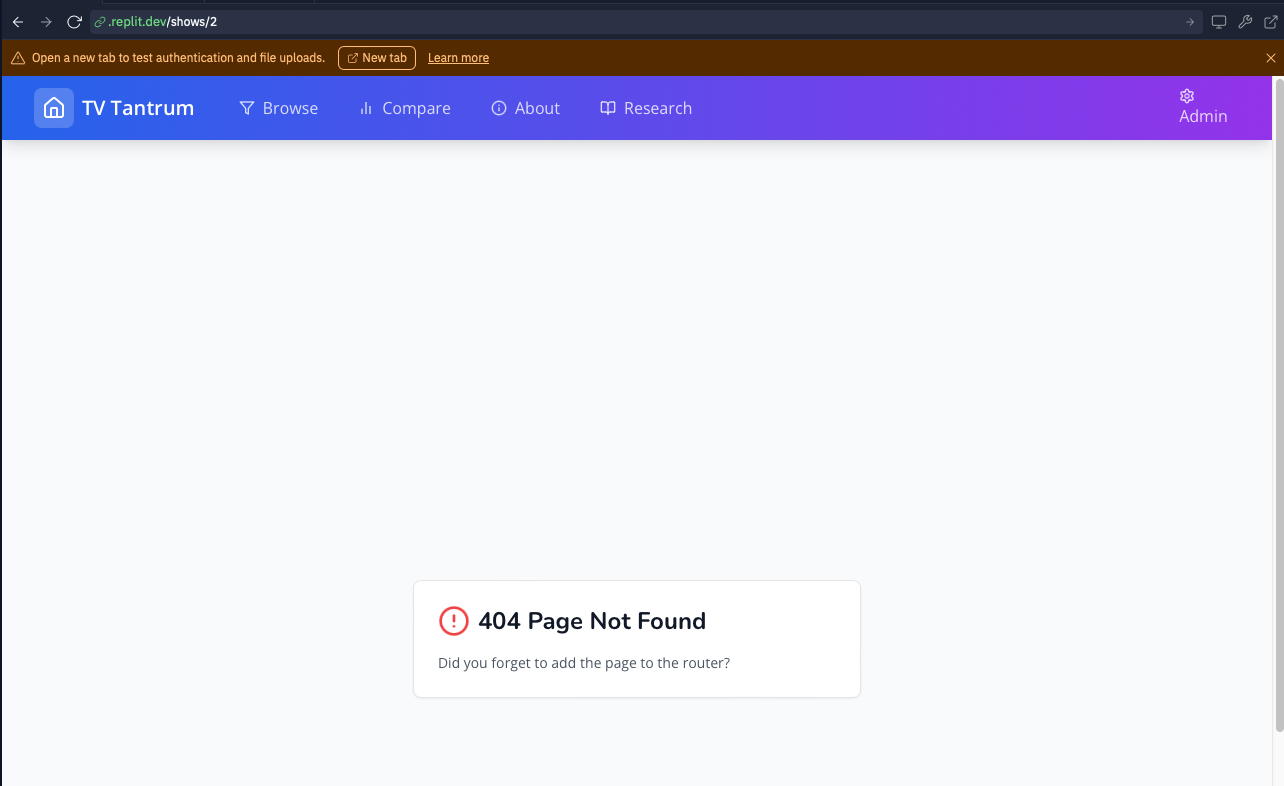 .replit.dev/shows/2
Open a new tab to test authentication and file uploads. New tab Learn more
TV Tantrum Browse Compare About Research Admin
404 Page Not Found
Did you forget to add the page to the router?